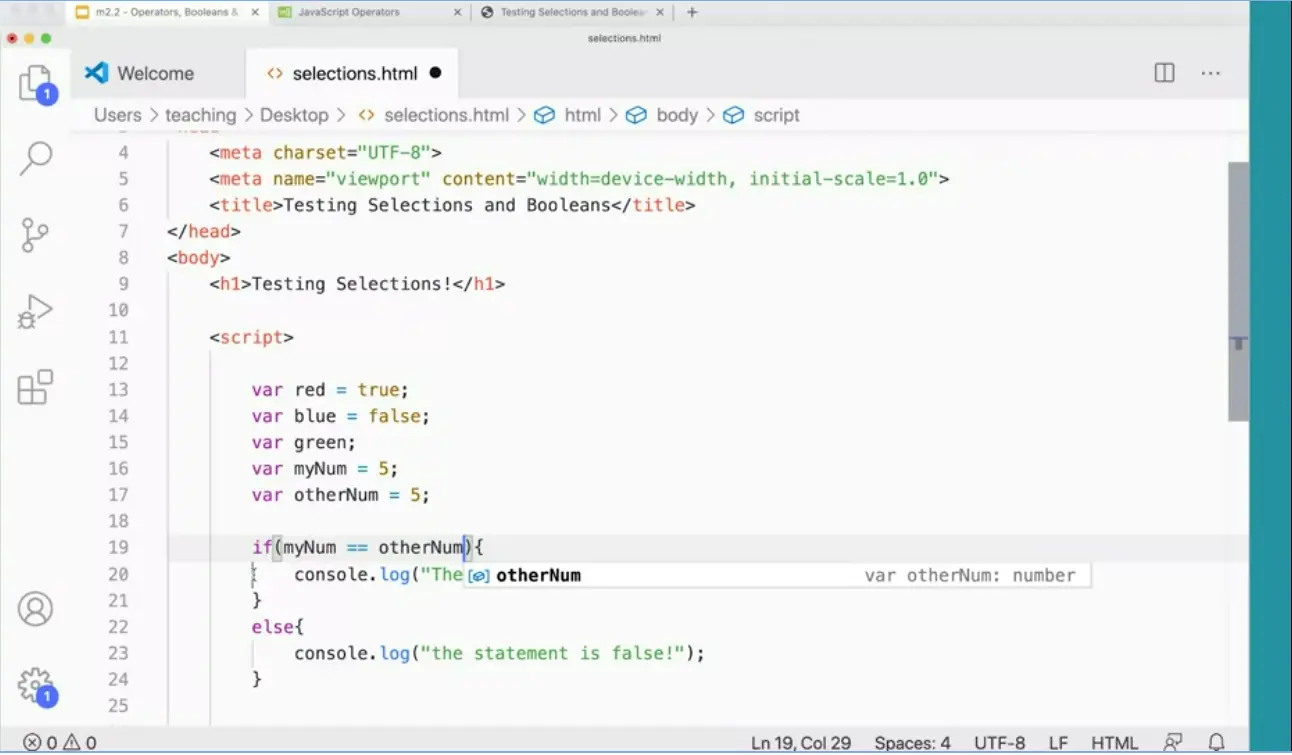 m2.2 - Operators, Booleans & JavaScript Operators Testing Selections and Boolea
selections.html
Welcome selections.html
Users > teaching > Desktop > selections.html > html > body > script
4 <meta charset="UTF-8">
5 <meta name="viewport" content="width=device-width, initial-scale=1.0">
6 <title>Testing Selections and Booleans</title>
7 </head>
8 <body>
9 <h1>Testing Selections!</h1>
10
11 <script>
12
13 var red = true;
14 var blue = false;
15 var green;
16 var myNum = 5;
17 var otherNum = 5;
18
19 if(myNum == otherNum){
20 console.log("The otherNum var otherNum: number
21 }
22 else{
23 console.log("the statement is false!");
24 }
25
1
1
0 0 Ln 19, Col 29 Spaces: 4 UTF-8 LF HTML